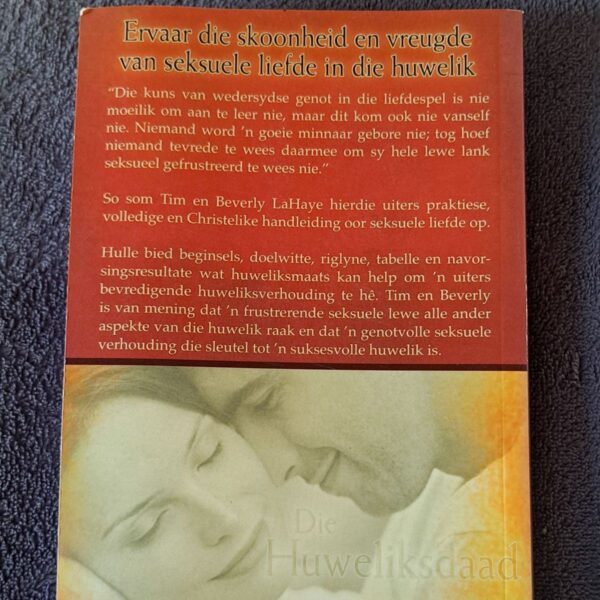 Ervaar die skoonheid en vreugde
van seksuele liefde in die huwelik
“Die kuns van wedersydse genot in die liefdespel is nie
moeilik om aan te leer nie, maar dit kom ook nie vanself
nie. Niemand word ’n goeie minnaar gebore nie; tog hoef
niemand tevrede te wees daarmee om sy hele lewe lank
seksueel gefrustreerd te wees nie.”
So som Tim en Beverly LaHaye hierdie uiters praktiese,
volledige en Christelike handleiding oor seksuele liefde op.
Hulle bied beginsels, doelwitte, riglyne, tabelle en navor-
singsresultate wat huweliksmaats kan help om ’n uiters
bevredigende huweliksverhouding te hê. Tim en Beverly
is van mening dat ’n frustrerende seksuele lewe alle ander
aspekte van die huwelik raak en dat ’n genotvolle seksuele
verhouding die sleutel tot ’n suksesvolle huwelik is.
Die
Huweliksdaad